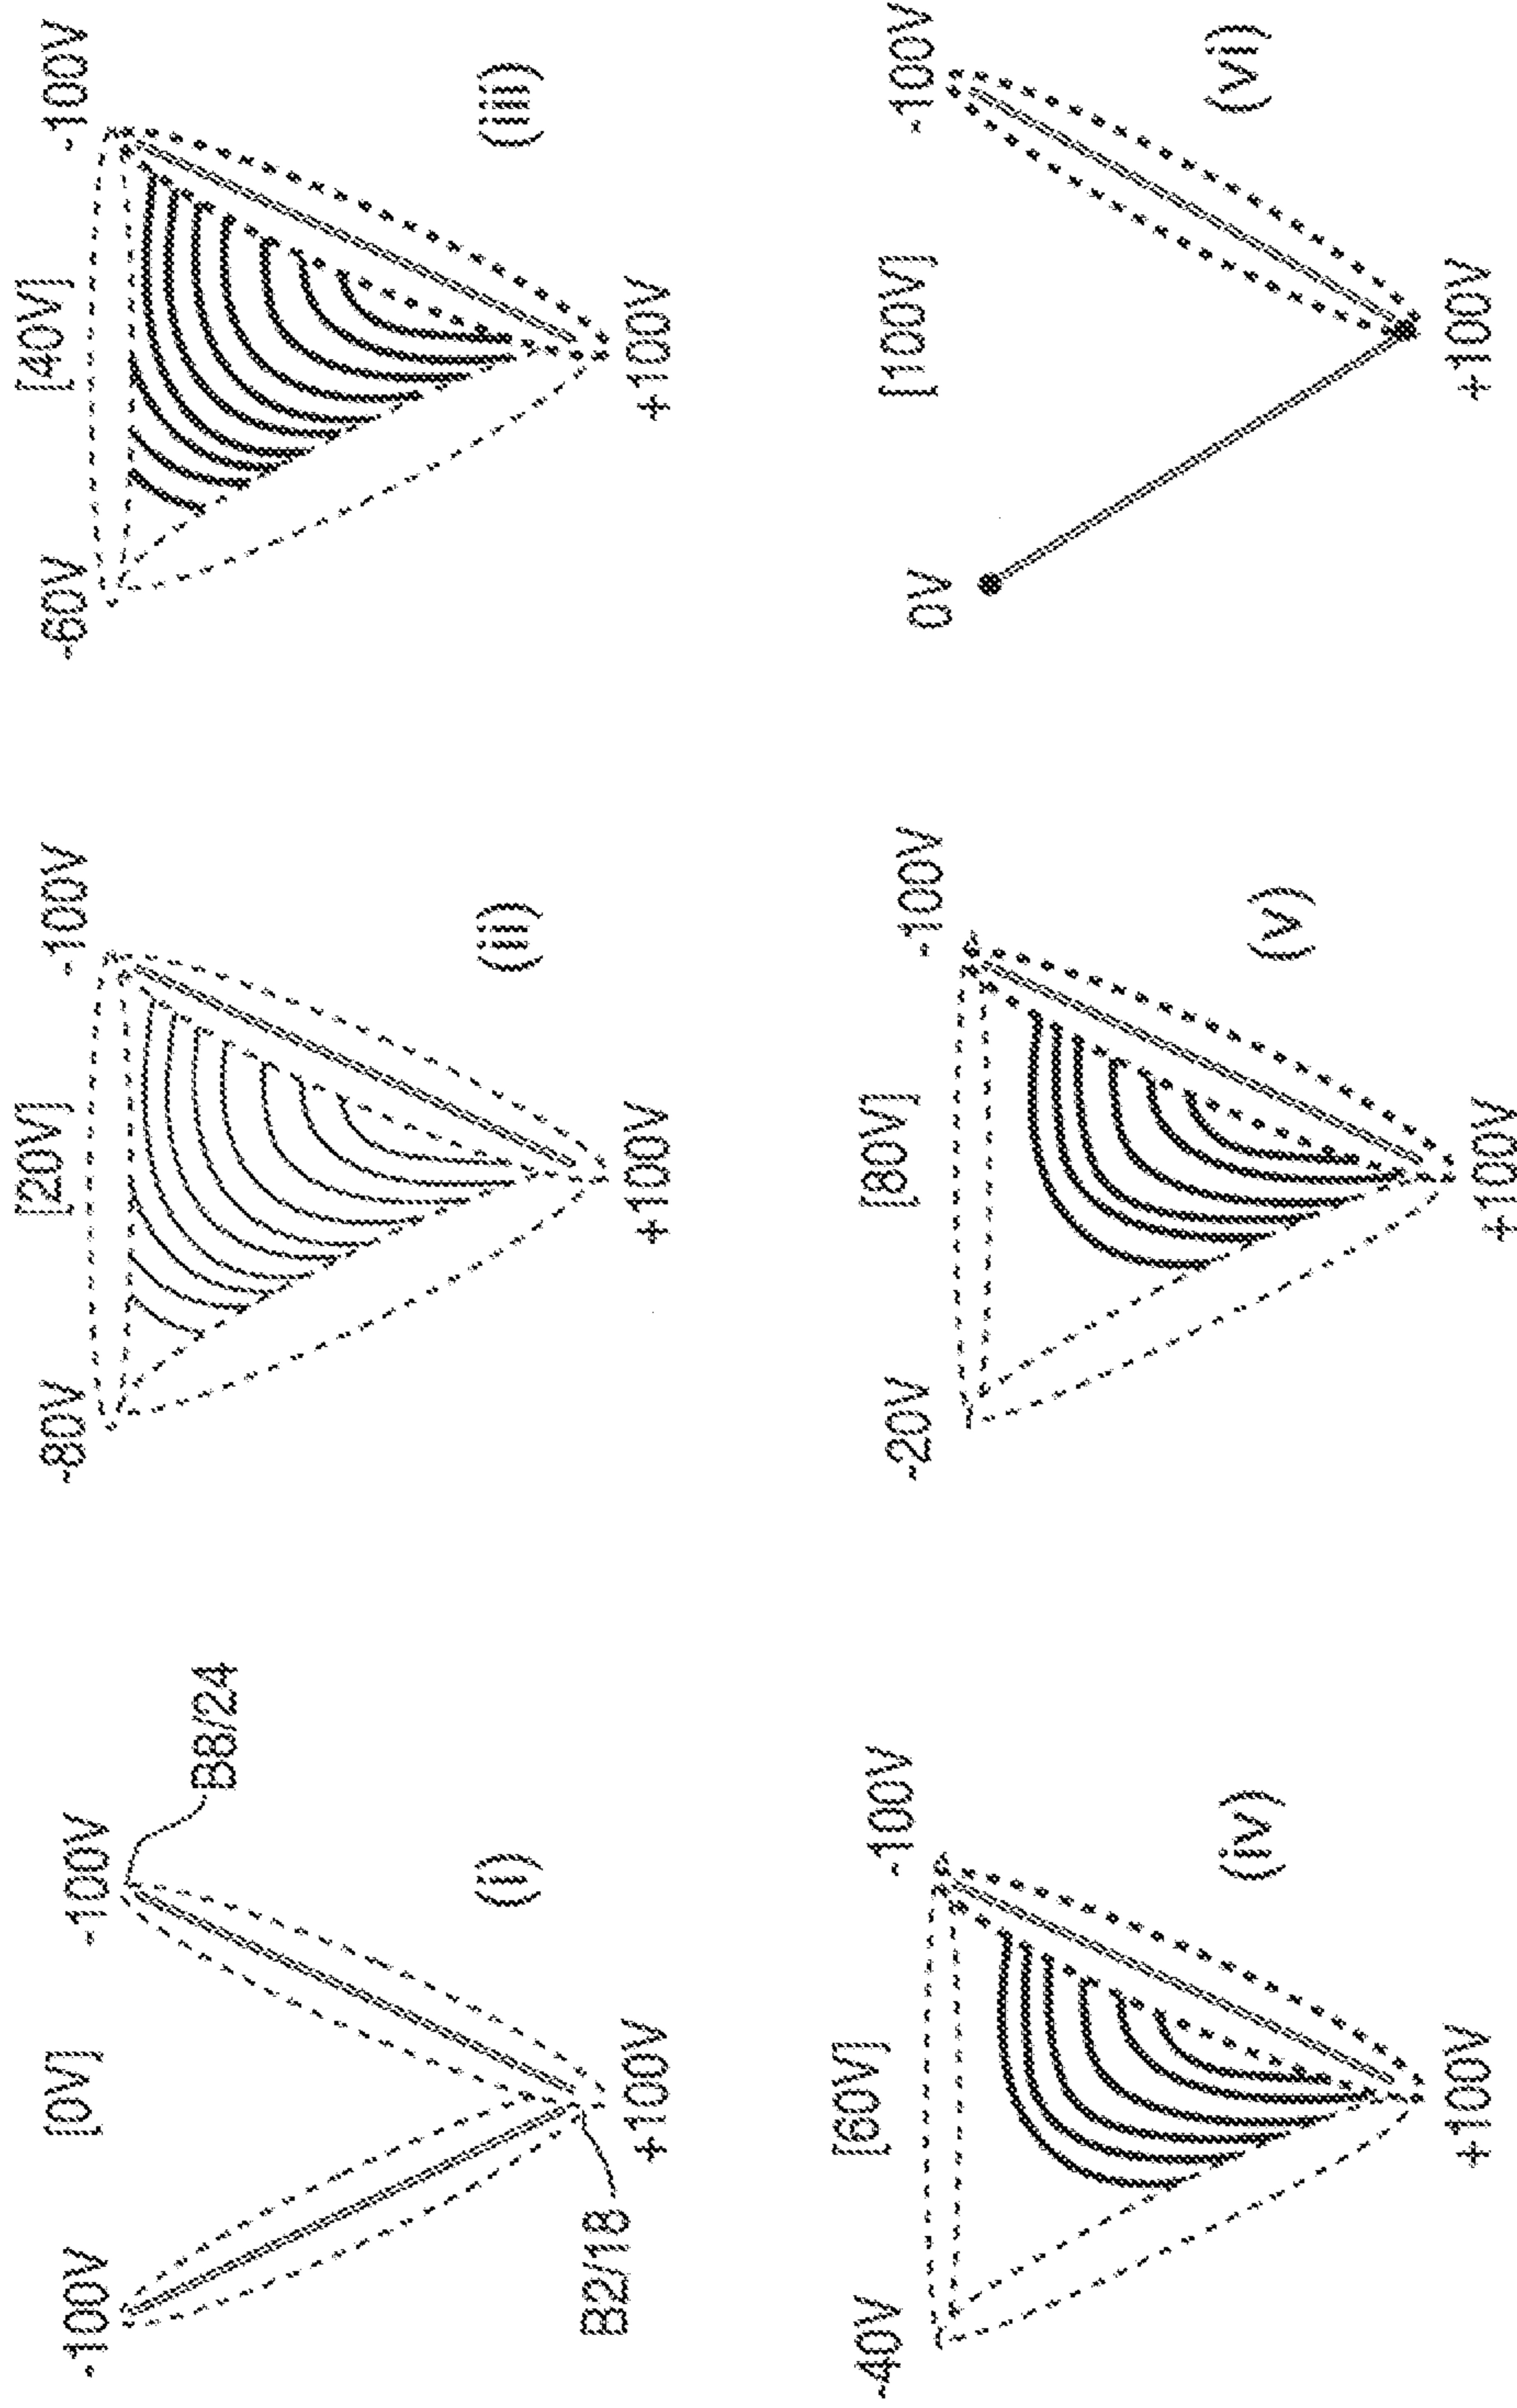 [0V]
-100V
-100V
B8/24
B2/18
+100V
(i)
[20V]
-80V
-100V
+100V
(ii)
[40V]
-60V
-100V
+100V
(iii)
[60V]
-40V
-100V
+100V
(iv)
[80V]
-20V
-100V
+100V
(v)
[100V]
0V
-100V
+100V
(vi)